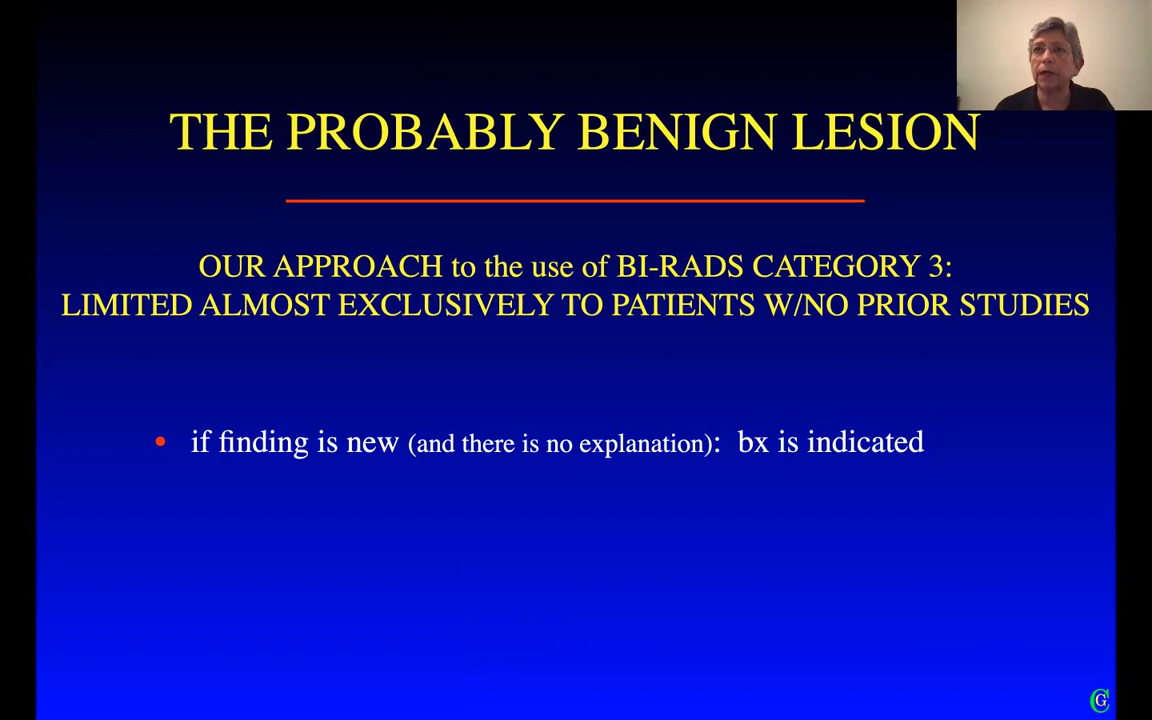 THE PROBABLY BENIGN LESION
OUR APPROACH to the use of BI-RADS CATEGORY 3:
LIMITED ALMOST EXCLUSIVELY TO PATIENTS W/NO PRIOR STUDIES
• if finding is new (and there is no explanation): bx is indicated
CG